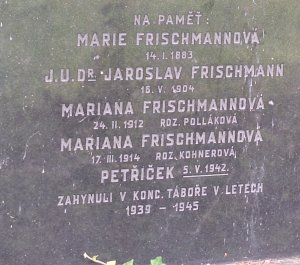 NA PAMĚŤ:
MARIE FRISCHMANNOVÁ
14. I. 1883
J.U.DR. JAROSLAV FRISCHMANN
15. V. 1904
MARIANA FRISCHMANNOVÁ
24. II. 1912 ROZ. POLLÁKOVÁ
MARIANA FRISCHMANNOVÁ
17. III. 1914 ROZ. KOHNEROVÁ
PETŘÍČEK 5. V. 1942.
ZAHYNULI V KONC. TÁBOŘE V LETECH
1939 - 1945